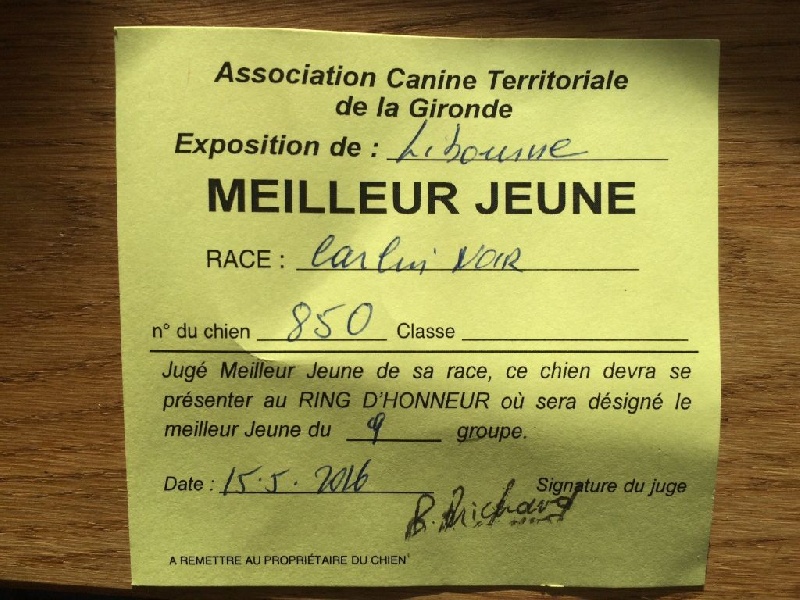 Association Canine Territoriale
de la Gironde
Exposition de : Libourne
MEILLEUR JEUNE
RACE : Carlin NOIR
n° du chien 850 Classe
Jugé Meilleur Jeune de sa race, ce chien devra se
présenter au RING D'HONNEUR où sera désigné le
meilleur Jeune du 9 groupe.
Date : 15.5.2016 Signature du juge
B. Richard
A REMETTRE AU PROPRIÉTAIRE DU CHIEN